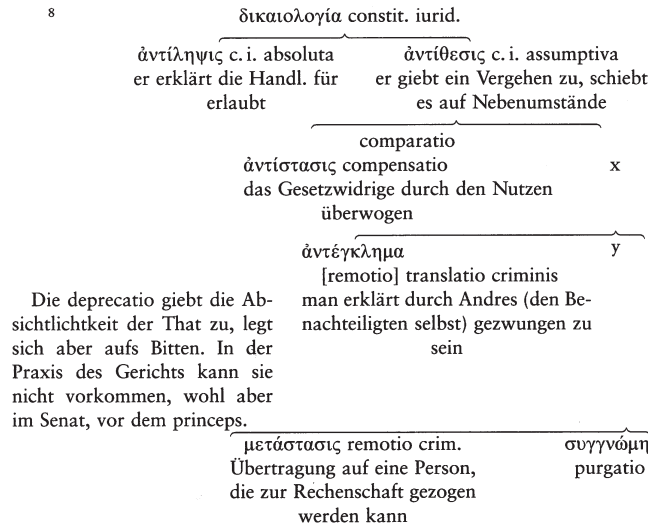 8
δικαιολογία constit. iurid.
ἀντίληψις c. i. absoluta
er erklärt die Handl. für
erlaubt
ἀντίθεσις c. i. assumptiva
er giebt ein Vergehen zu, schiebt
es auf Nebenumstände
comparatio
ἀντίστασις compensatio
das Gesetzwidrige durch den Nutzen
überwogen
x
ἀντέγκλημα
[remotio] translatio criminis
man erklärt durch Andres (den Be-
nachteiligten selbst) gezwungen zu
sein
y
Die deprecatio giebt die Ab-
sichtlichtkeit der That zu, legt
sich aber aufs Bitten. In der
Praxis des Gerichts kann sie
nicht vorkommen, wohl aber
im Senat, vor dem princeps.
μετάστασις remotio crim.
Übertragung auf eine Person,
die zur Rechenschaft gezogen
werden kann
συγγνώμη
purgatio